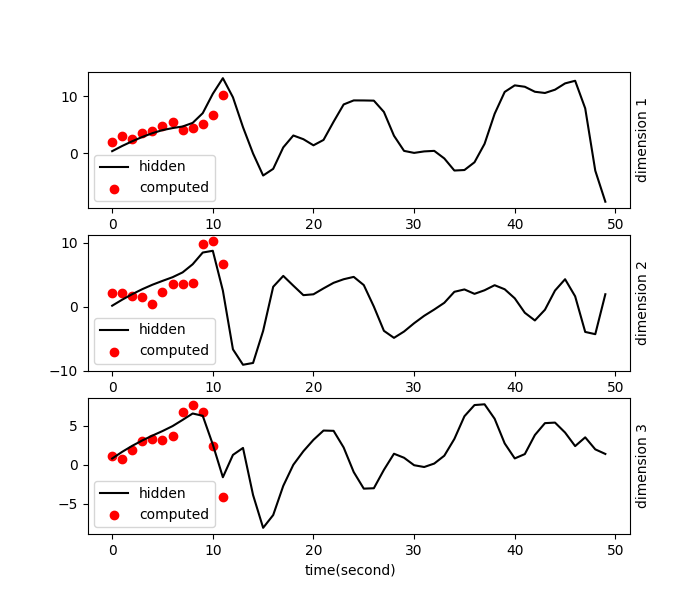 10
0
hidden
computed
0 10 20 30 40 50
dimension 1
10
0
−10
hidden
computed
0 10 20 30 40 50
dimension 2
5
0
−5
hidden
computed
0 10 20 30 40 50
dimension 3
time(second)